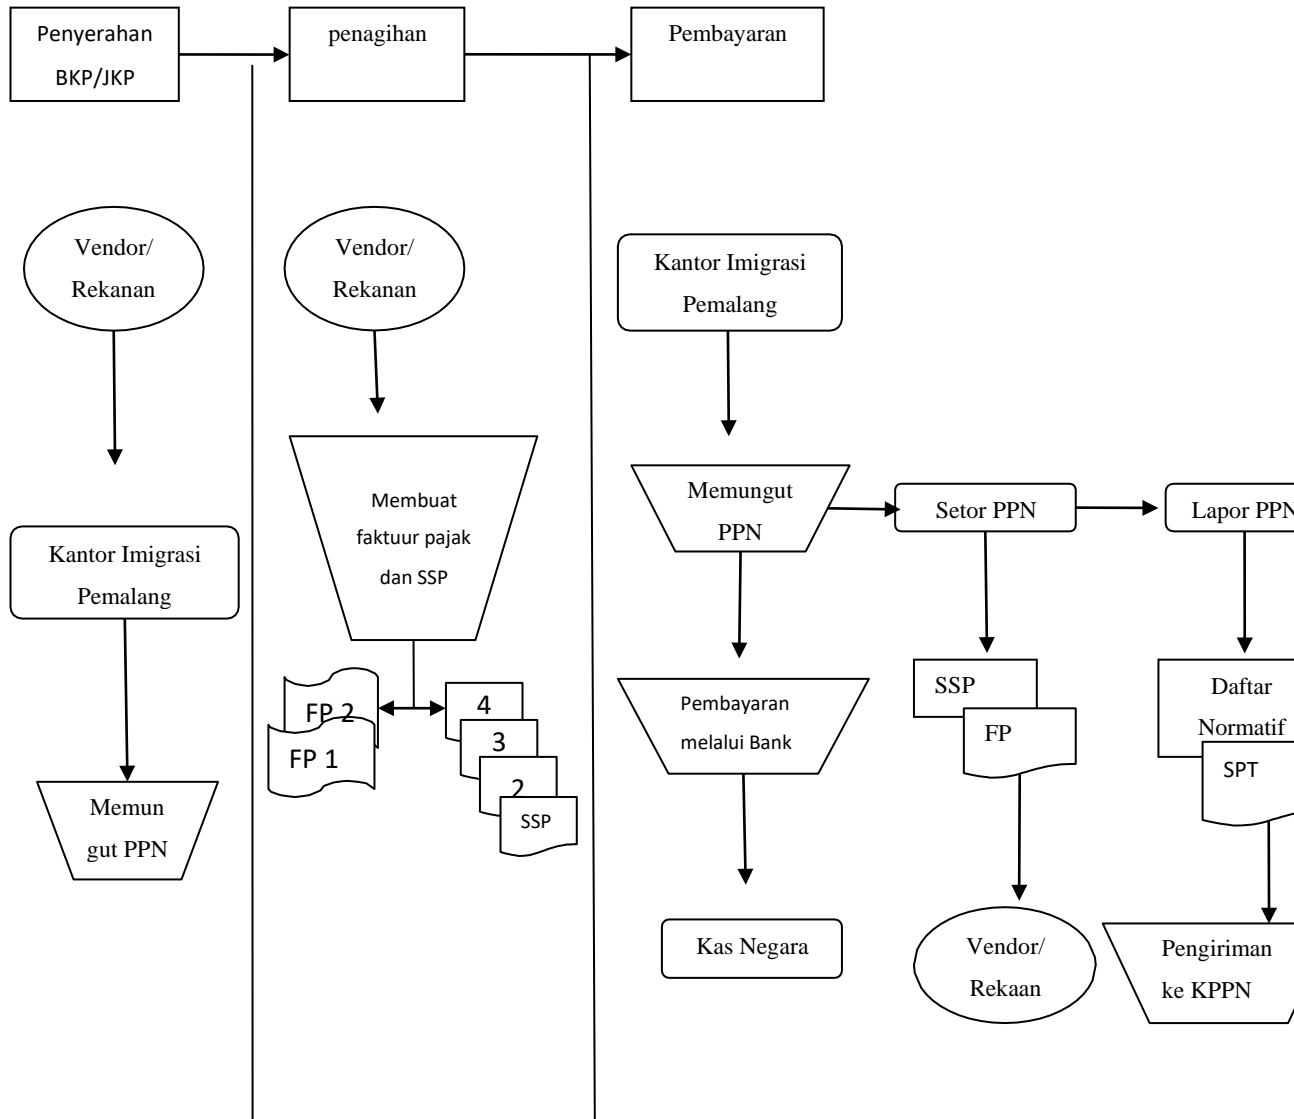 Penyerahan
BKP/JKP
penagihan
Pembayaran
Vendor/
Rekanan
Kantor Imigrasi
Pemalang
Memun
gut PPN
Vendor/
Rekanan
Membuat
faktuur pajak
dan SSP
FP 2
FP 1
4
3
2
SSP
Kantor Imigrasi
Pemalang
Memungut
PPN
Pembayaran
melalui Bank
Kas Negara
Setor PPN
SSP
FP
Vendor/
Rekaan
Lapor PPN
Daftar
Normatif
SPT
Pengiriman
ke KPPN